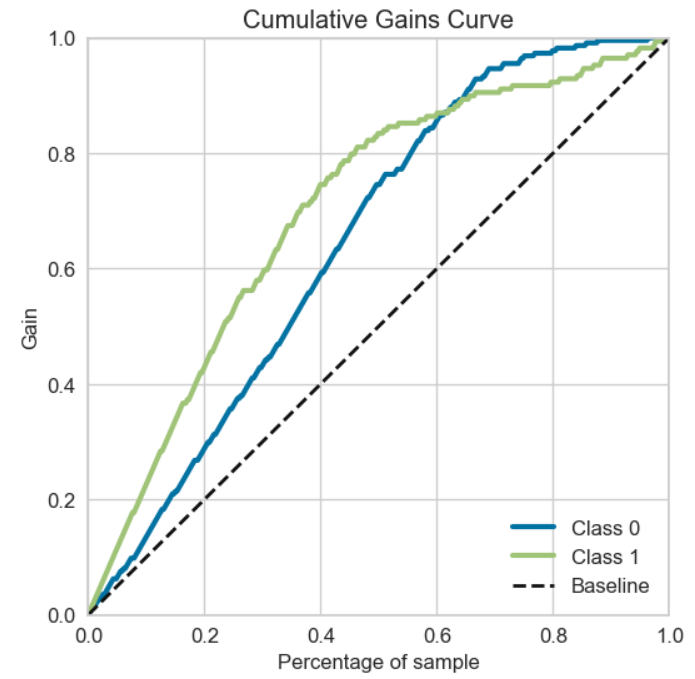 Cumulative Gains Curve
1.0
0.8
0.6
0.4
0.2
0.0
Gain
Class 0
Class 1
Baseline
0.0 0.2 0.4 0.6 0.8 1.0
Percentage of sample